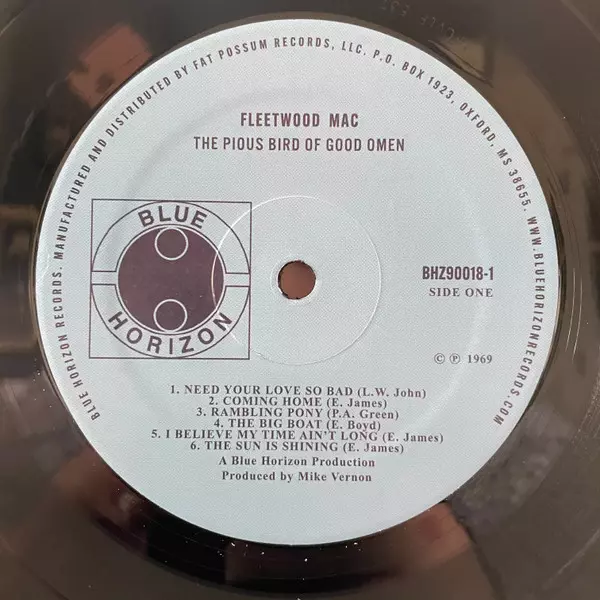 BLUE HORIZON RECORDS. MANUFACTURED AND DISTRIBUTED BY FAT POSSUM RECORDS, LLC. P.O. BOX 1923, OXFORD, MS 38655. WWW.BLUEHORIZONRECORDS.COM
FLEETWOOD MAC
THE PIOUS BIRD OF GOOD OMEN
BLUE
HORIZON
BHZ90018-1
SIDE ONE
© ℗ 1969
1. NEED YOUR LOVE SO BAD (L.W. John)
2. COMING HOME (E. James)
3. RAMBLING PONY (P.A. Green)
4. THE BIG BOAT (E. Boyd)
5. I BELIEVE MY TIME AIN'T LONG (E. James)
6. THE SUN IS SHINING (E. James)
A Blue Horizon Production
Produced by Mike Vernon